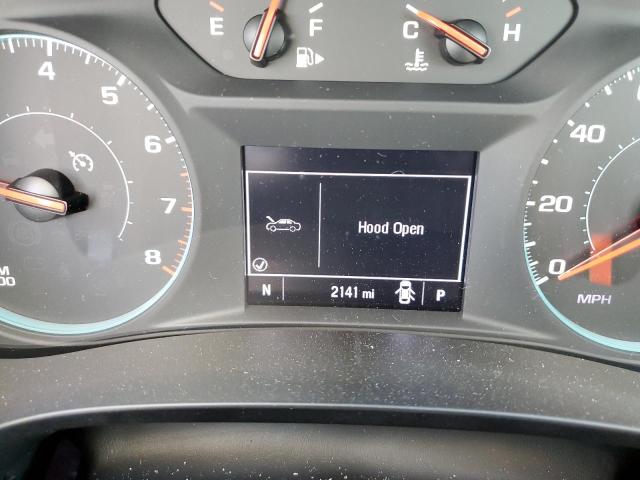 E F C H
4 5 6 7 8
40
20
0
MPH
Hood Open
N 2141 mi P